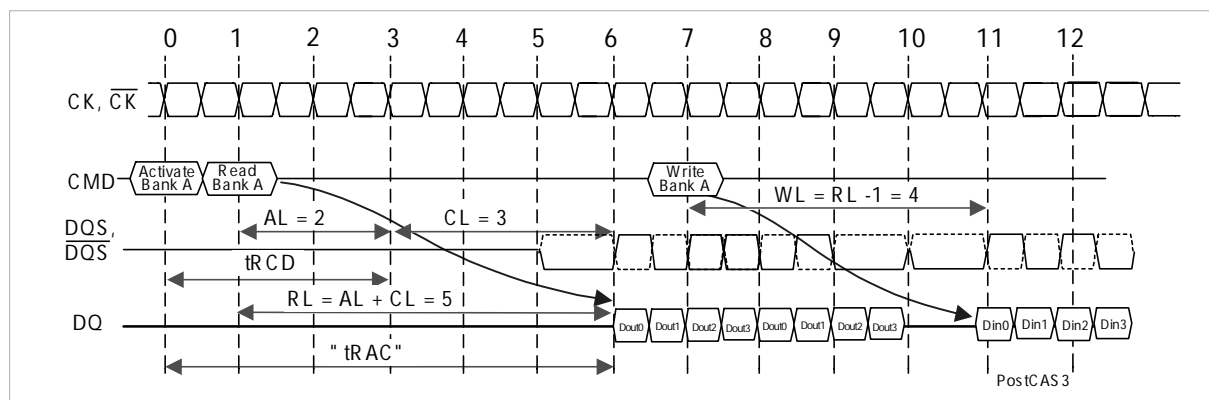 0 1 2 3 4 5 6 7 8 9 10 11 12
CK, CK
CMD
Activate Bank A
Read Bank A
Write Bank A
WL = RL -1 = 4
AL = 2
CL = 3
DQS,
DQS
tRCD
RL = AL + CL = 5
DQ
Dout0 Dout1 Dout2 Dout3 Dout0 Dout1 Dout2 Dout3
Din0 Din1 Din2 Din3
"tRAC"
PostCAS3